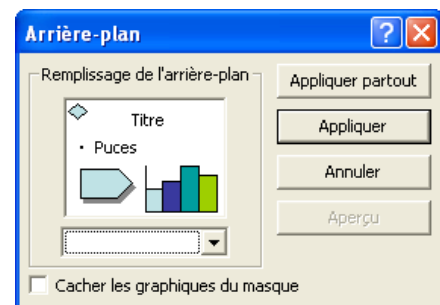 Arrière-plan
Remplissage de l'arrière-plan
Titre
• Puces
Appliquer partout
Appliquer
Annuler
Aperçu
Cacher les graphiques du masque